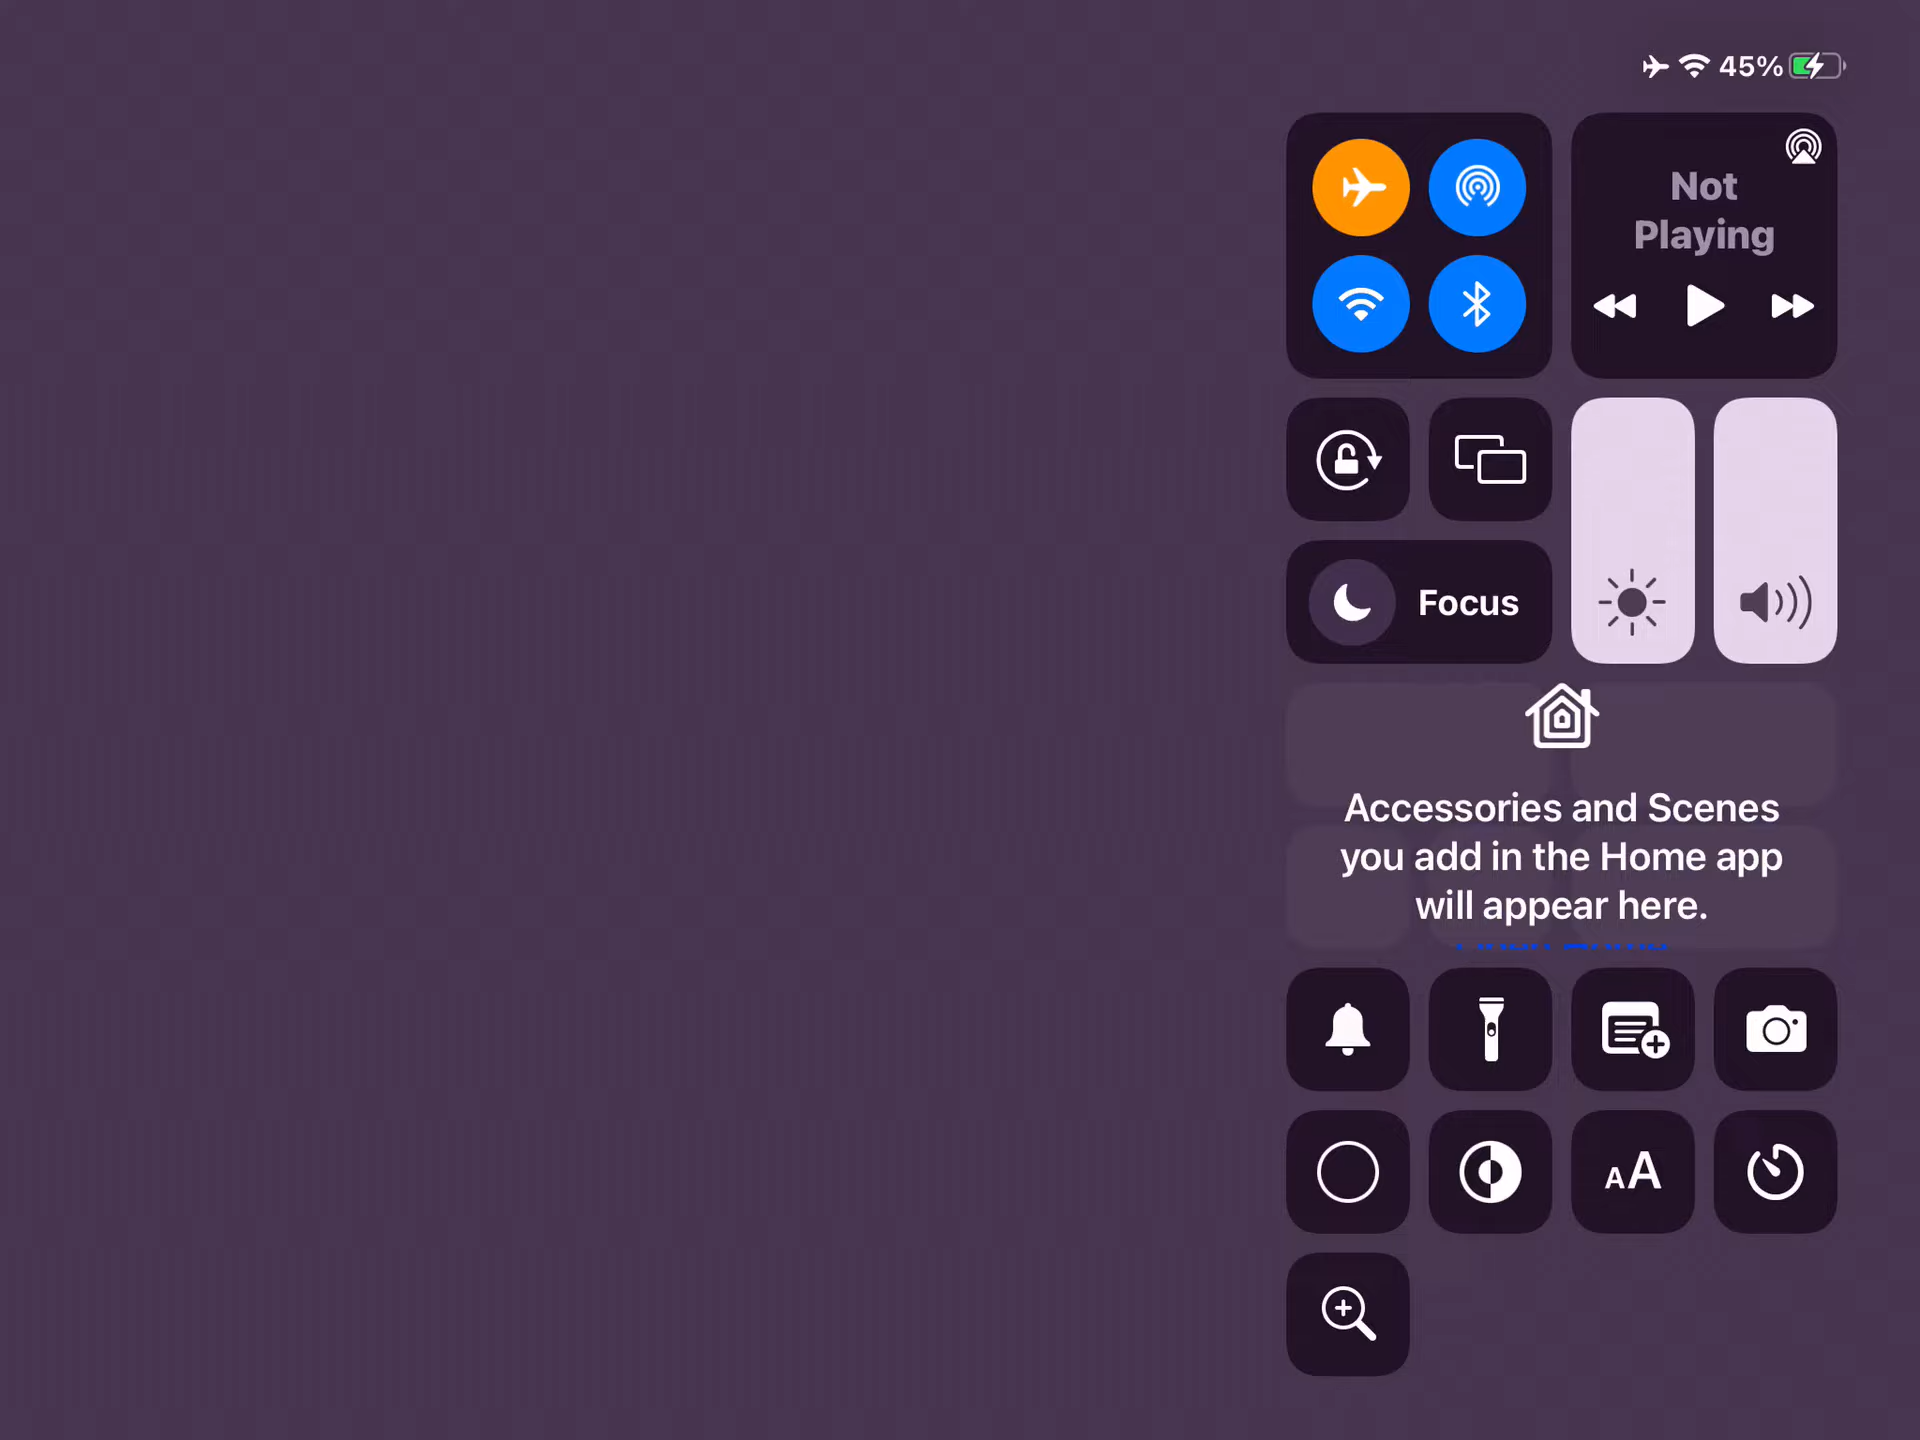 45%
Not
Playing
Focus
Accessories and Scenes
you add in the Home app
will appear here.
AA